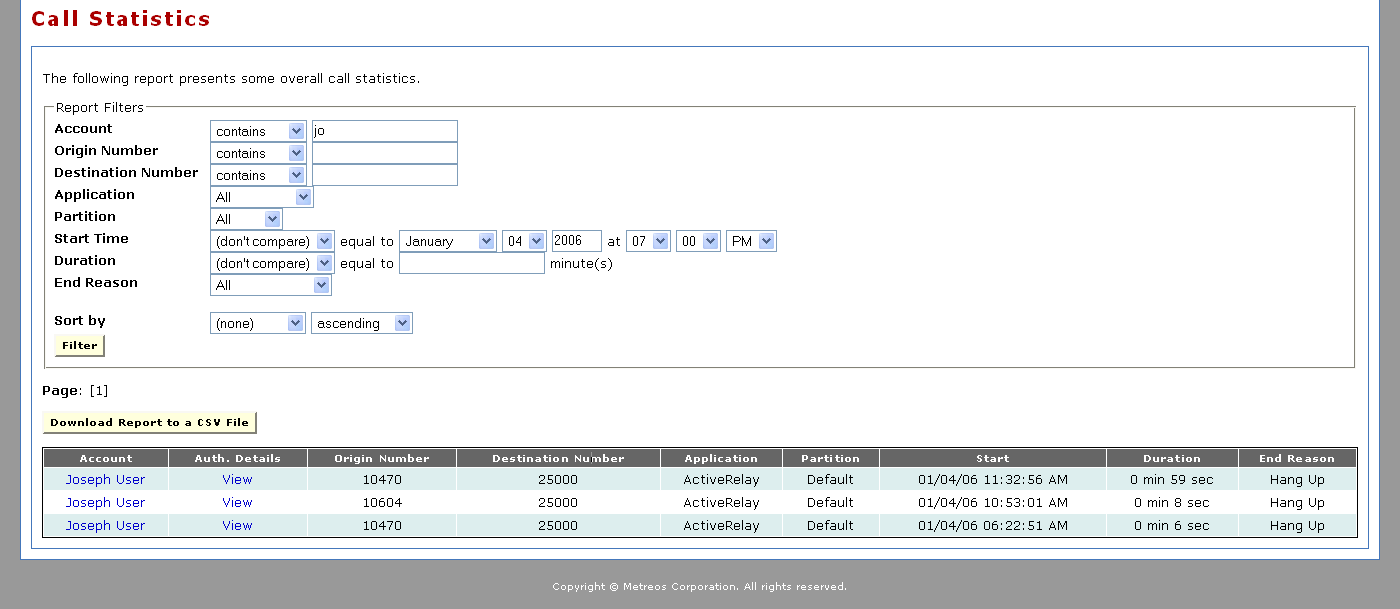 Call Statistics
The following report presents some overall call statistics.
Report Filters
Account contains jo
Origin Number contains
Destination Number contains
Application All
Partition All
Start Time (don't compare) equal to January 04 2006 at 07 00 PM
Duration (don't compare) equal to minute(s)
End Reason All
Sort by (none) ascending
Filter
Page: [1]
Download Report to a CSV File
Account Auth. Details Origin Number Destination Number Application Partition Start Duration End Reason
Joseph User View 10470 25000 ActiveRelay Default 01/04/06 11:32:56 AM 0 min 59 sec Hang Up
Joseph User View 10604 25000 ActiveRelay Default 01/04/06 10:53:01 AM 0 min 8 sec Hang Up
Joseph User View 10470 25000 ActiveRelay Default 01/04/06 06:22:51 AM 0 min 6 sec Hang Up
Copyright © Metreos Corporation. All rights reserved.